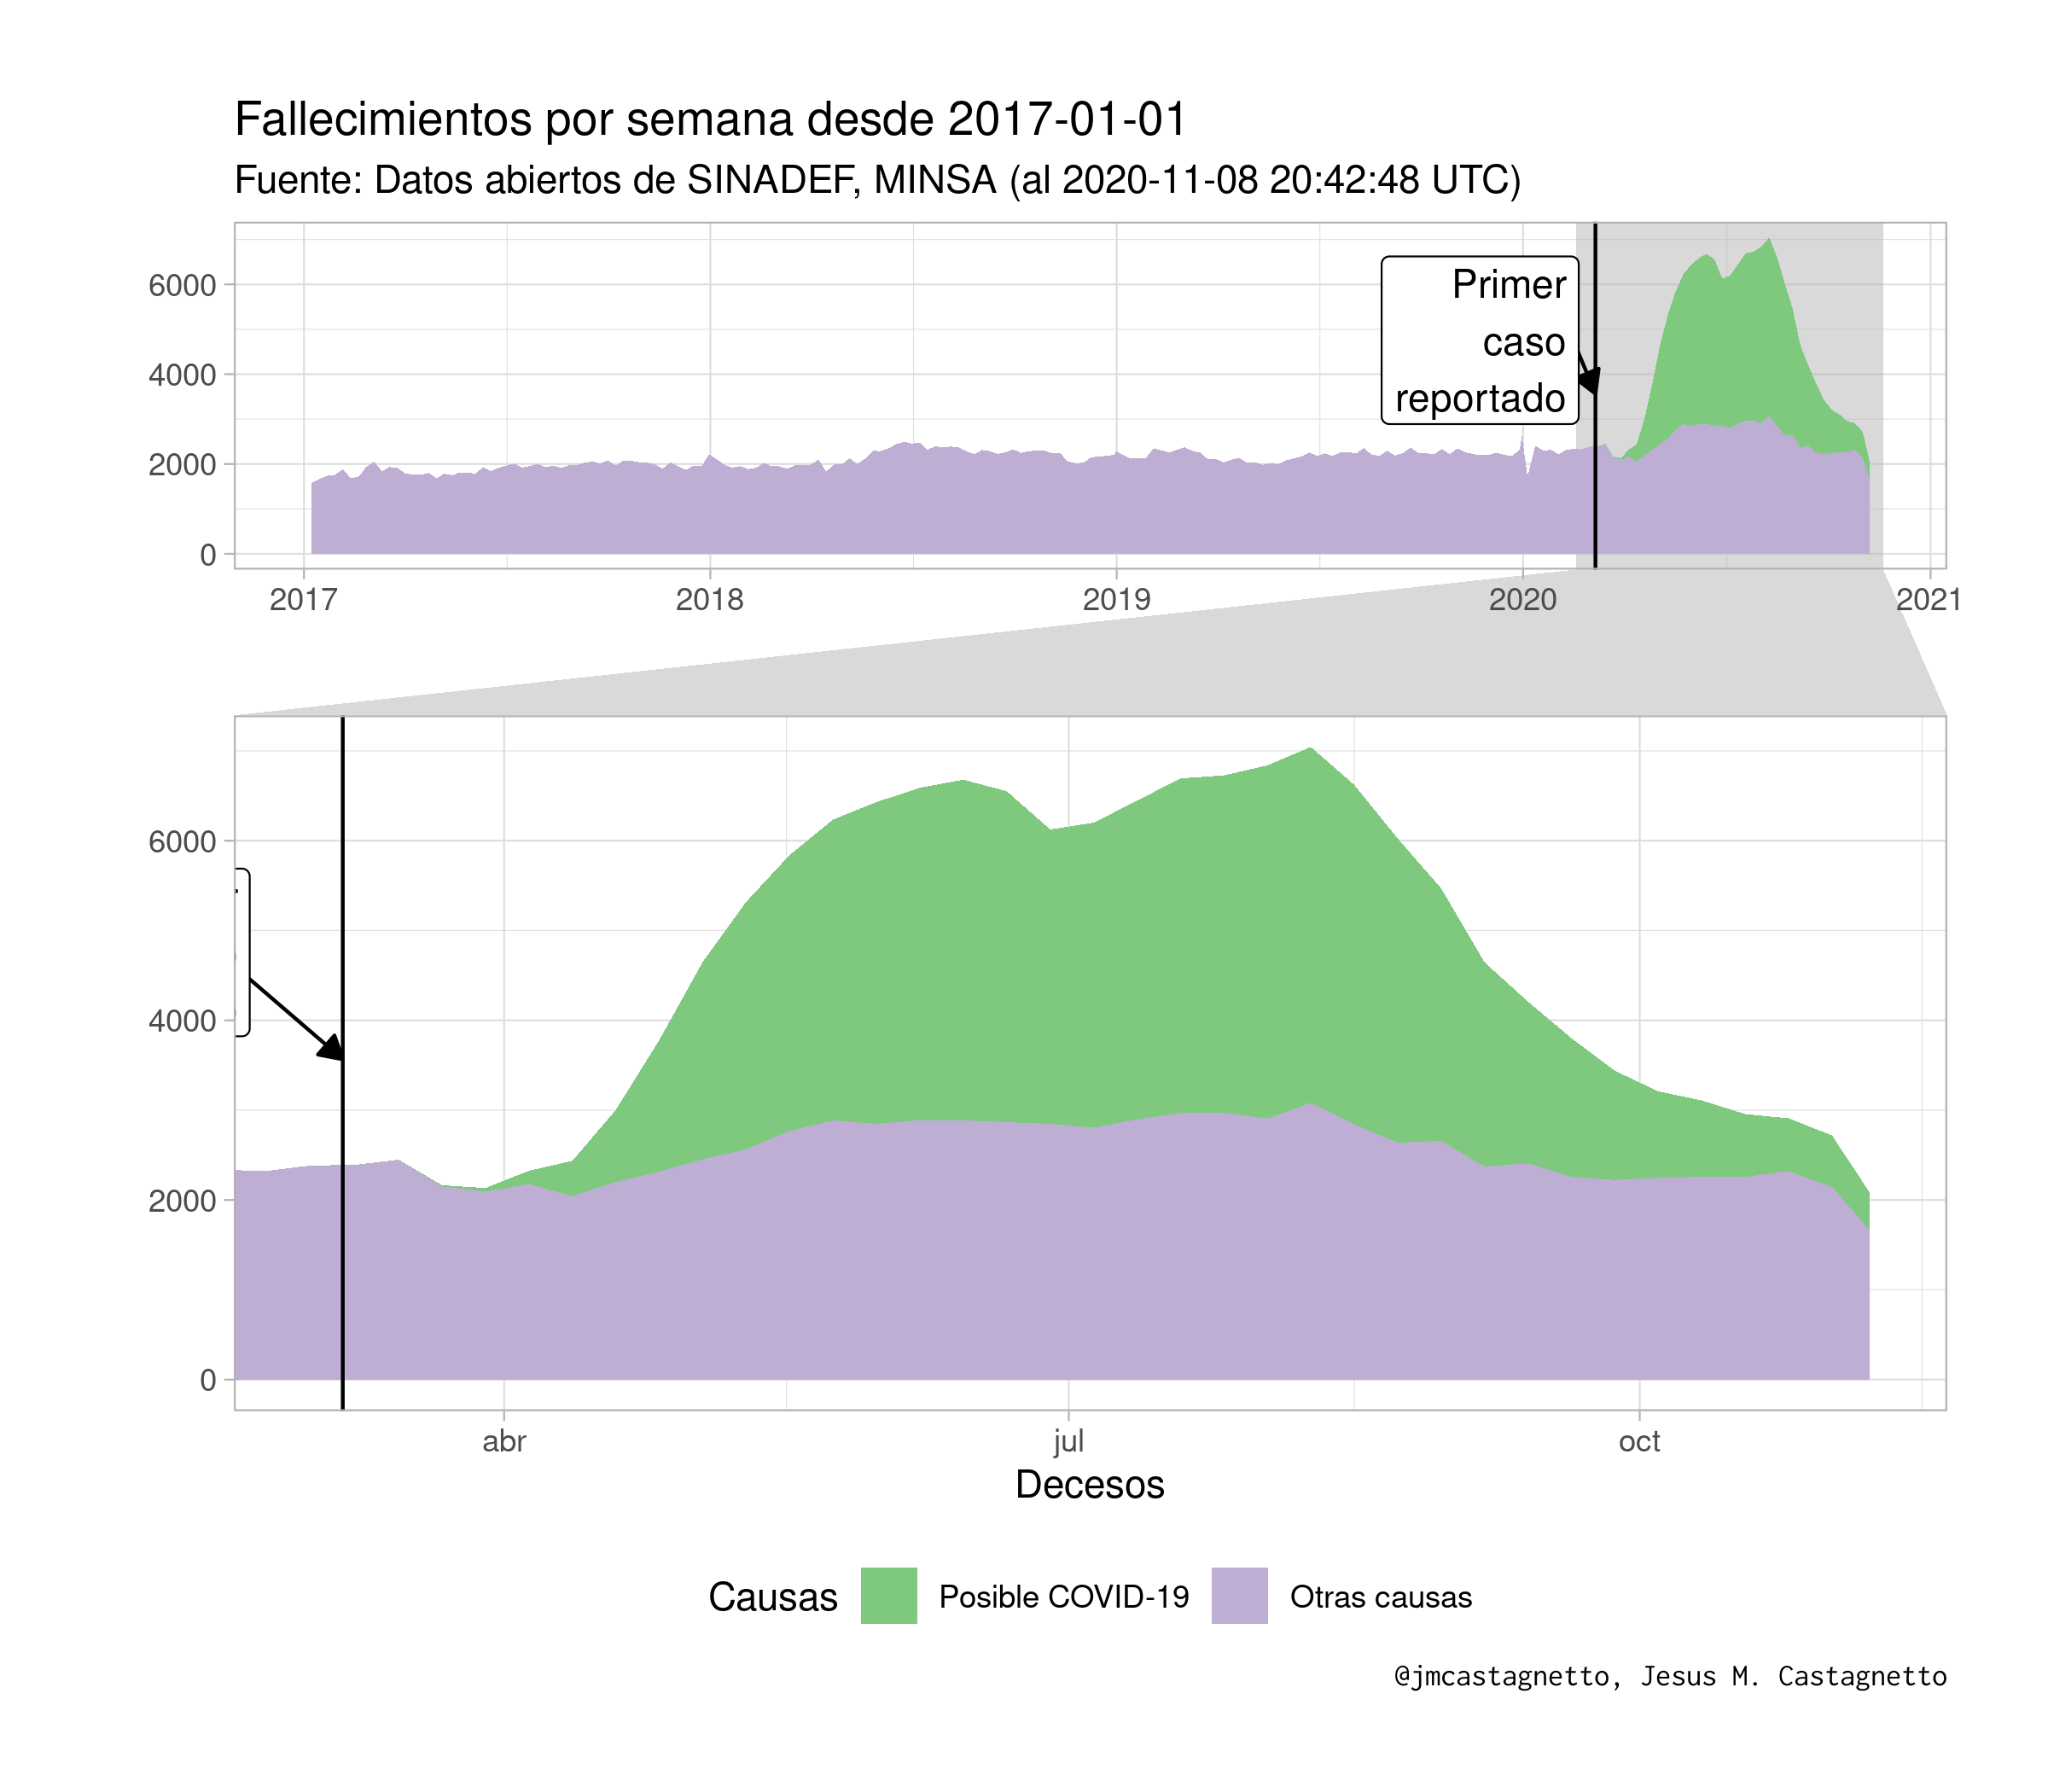 Fallecimientos por semana desde 2017-01-01
Fuente: Datos abiertos de SINADEF, MINSA (al 2020-11-08 20:42:48 UTC)
6000
4000
2000
0
Primer
caso
reportado
2017
2018
2019
2020
2021
6000
4000
2000
0
abr
jul
oct
Decesos
Causas
Posible COVID-19
Otras causas
@jmcastagnetto, Jesus M. Castagnetto